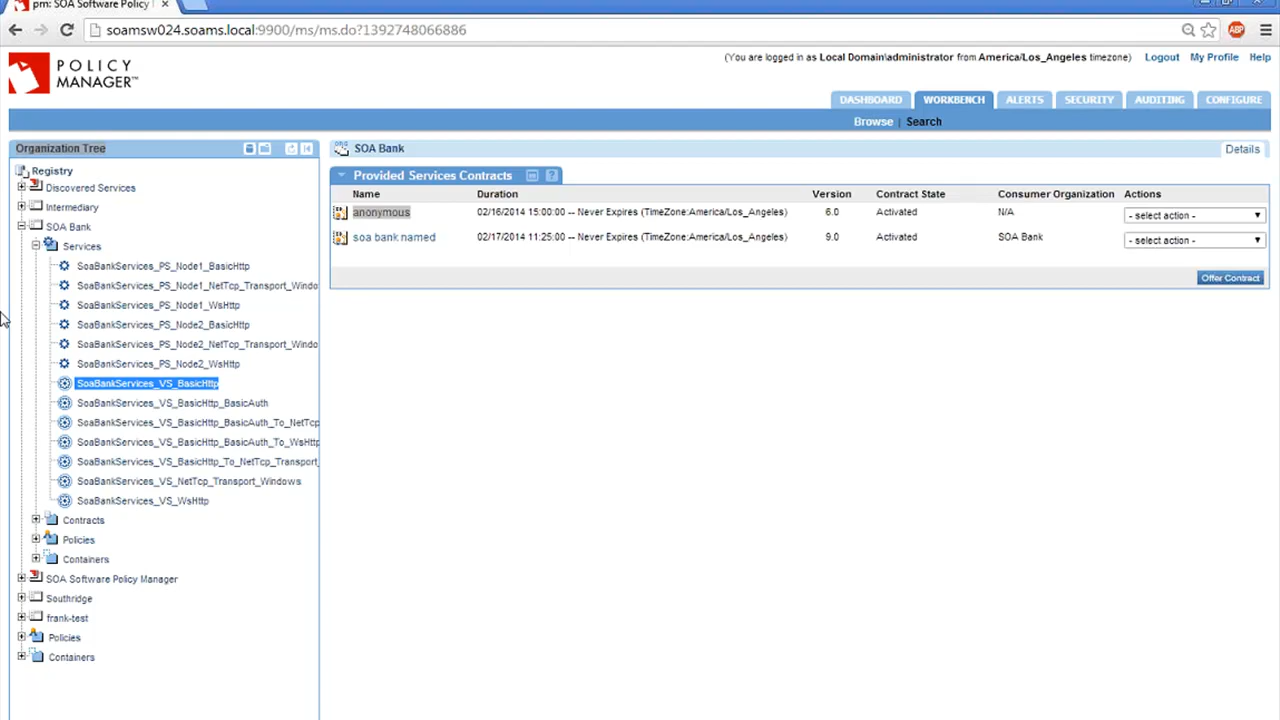 pm: SOA Software Policy
soamsw024.soams.local:9900/ms/ms.do?1392748066886
ABP
POLICY
MANAGER™
(You are logged in as Local Domain\administrator from America/Los_Angeles timezone)
Logout
My Profile
Help
DASHBOARD
WORKBENCH
ALERTS
SECURITY
AUDITING
CONFIGURE
Browse | Search
Organization Tree
Registry
Discovered Services
Intermediary
SOA Bank
Services
SoaBankServices_PS_Node1_BasicHttp
SoaBankServices_PS_Node1_NetTcp_Transport_Windo
SoaBankServices_PS_Node1_WsHttp
SoaBankServices_PS_Node2_BasicHttp
SoaBankServices_PS_Node2_NetTcp_Transport_Windo
SoaBankServices_PS_Node2_WsHttp
SoaBankServices_VS_BasicHttp
SoaBankServices_VS_BasicHttp_BasicAuth
SoaBankServices_VS_BasicHttp_BasicAuth_To_NetTcp
SoaBankServices_VS_BasicHttp_BasicAuth_To_WsHttp
SoaBankServices_VS_BasicHttp_To_NetTcp_Transport_
SoaBankServices_VS_NetTcp_Transport_Windows
SoaBankServices_VS_WsHttp
Contracts
Policies
Containers
SOA Software Policy Manager
Southridge
frank-test
Policies
Containers
SOA Bank
Details
Provided Services Contracts
Name Duration Version Contract State Consumer Organization Actions
anonymous 02/16/2014 15:00:00 -- Never Expires (TimeZone:America/Los_Angeles) 6.0 Activated N/A - select action -
soa bank named 02/17/2014 11:25:00 -- Never Expires (TimeZone:America/Los_Angeles) 9.0 Activated SOA Bank - select action -
Offer Contract